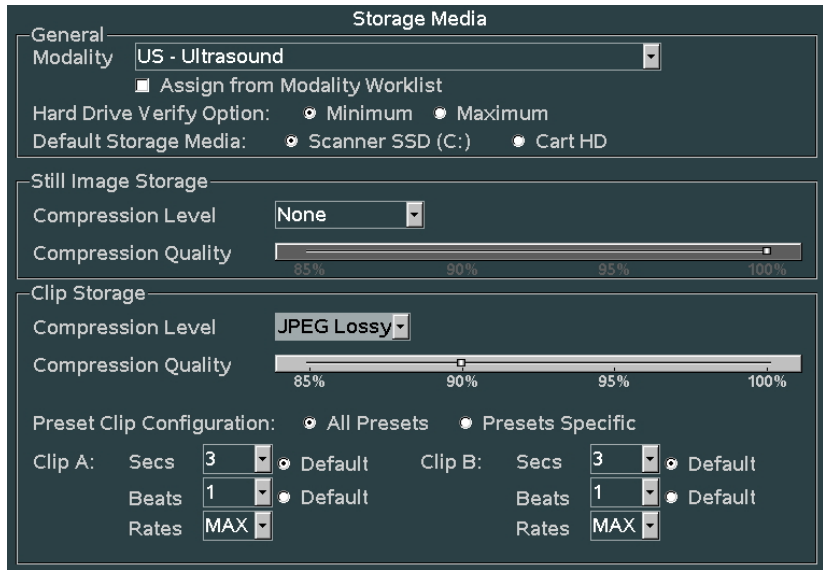 Storage Media
General
Modality US - Ultrasound
Assign from Modality Worklist
Hard Drive Verify Option: Minimum Maximum
Default Storage Media: Scanner SSD (C:) Cart HD
Still Image Storage
Compression Level None
Compression Quality
85% 90% 95% 100%
Clip Storage
Compression Level JPEG Lossy
Compression Quality
85% 90% 95% 100%
Preset Clip Configuration: All Presets Presets Specific
Clip A: Secs 3 Default Clip B: Secs 3 Default
Beats 1 Default Beats 1 Default
Rates MAX Rates MAX